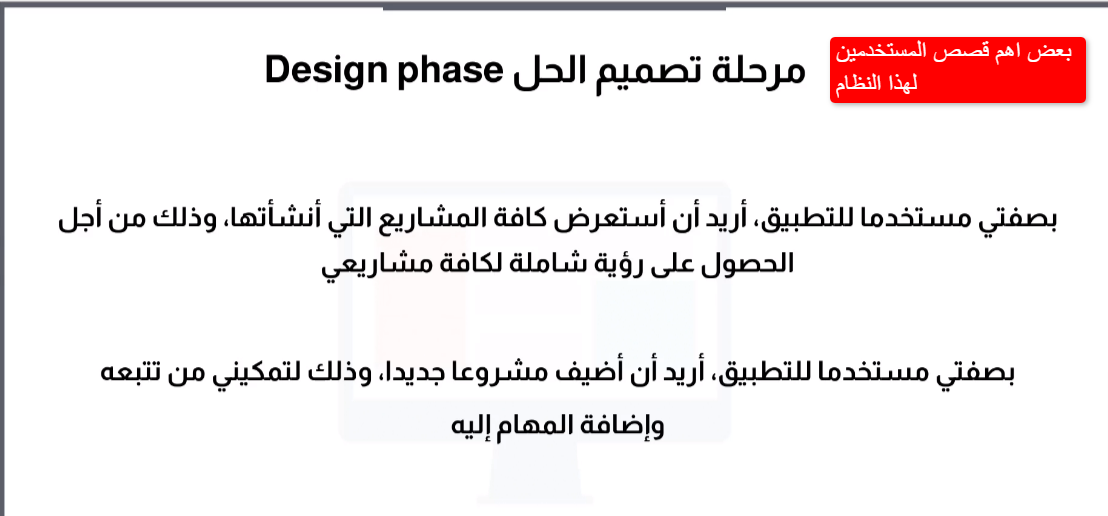 بعض اهم قصص المستخدمين
لهذا النظام
مرحلة تصميم الحل Design phase
بصفتي مستخدما للتطبيق، أريد أن أستعرض كافة المشاريع التي أنشأتها، وذلك من أجل
الحصول على رؤية شاملة لكافة مشاريعي
بصفتي مستخدما للتطبيق، أريد أن أضيف مشروعا جديدا، وذلك لتمكيني من تتبعه
وإضافة المهام إليه